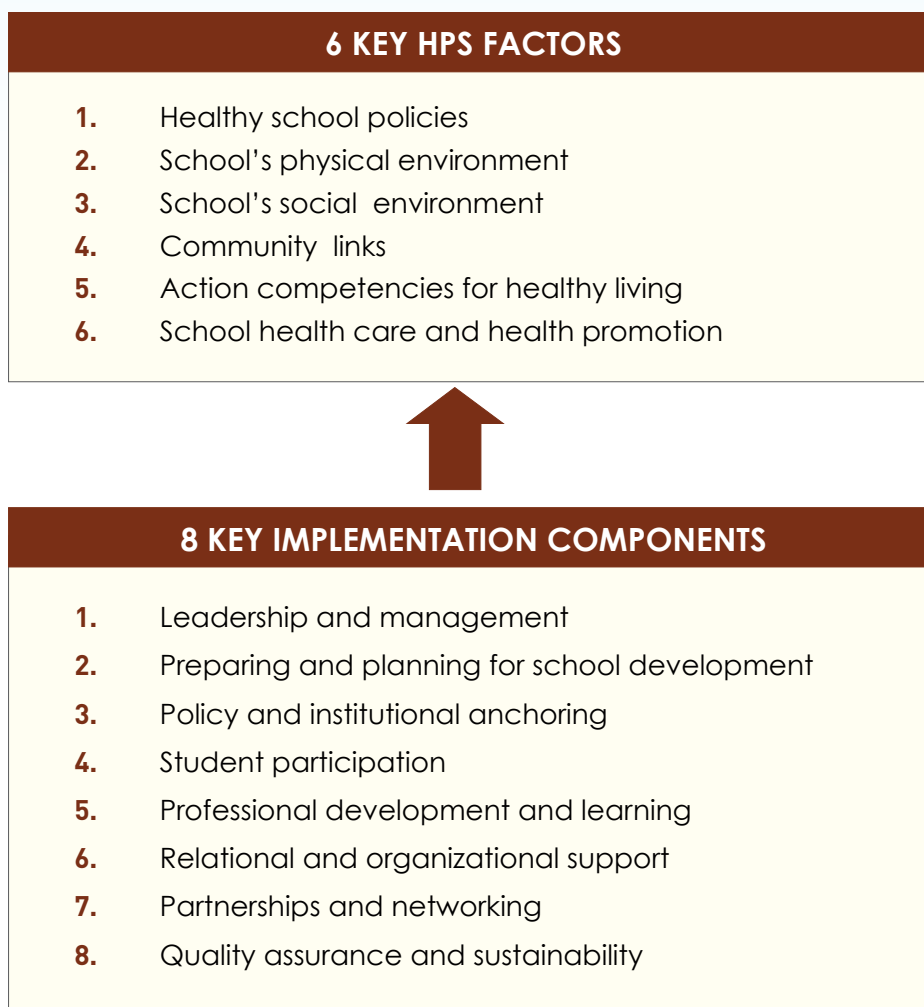 6 KEY HPS FACTORS
1. Healthy school policies
2. School's physical environment
3. School's social environment
4. Community links
5. Action competencies for healthy living
6. School health care and health promotion
8 KEY IMPLEMENTATION COMPONENTS
1. Leadership and management
2. Preparing and planning for school development
3. Policy and institutional anchoring
4. Student participation
5. Professional development and learning
6. Relational and organizational support
7. Partnerships and networking
8. Quality assurance and sustainability